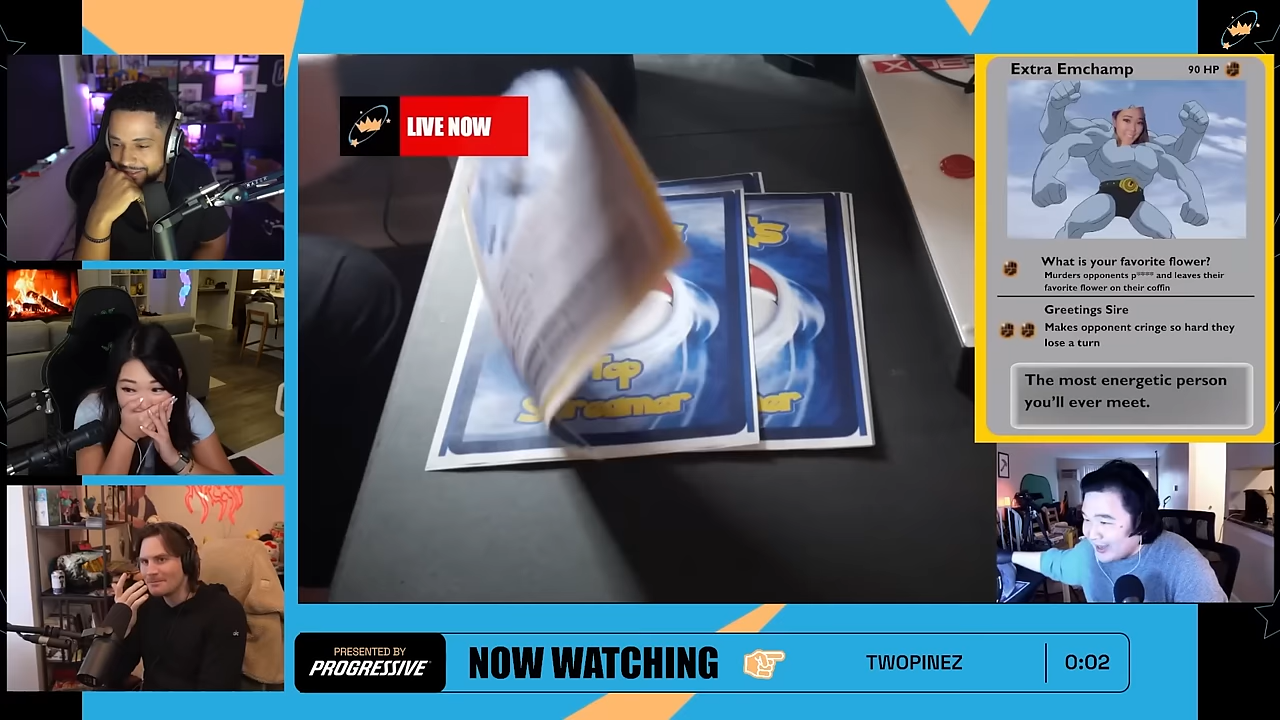 LIVE NOW
Top
Streamer
Extra Emchamp
90 HP
What is your favorite flower?
Murders opponents p**** and leaves their
favorite flower on their coffin
Greetings Sire
Makes opponent cringe so hard they
lose a turn
The most energetic person
you'll ever meet.
PRESENTED BY
PROGRESSIVE
NOW WATCHING
TWOPINEZ
0:02